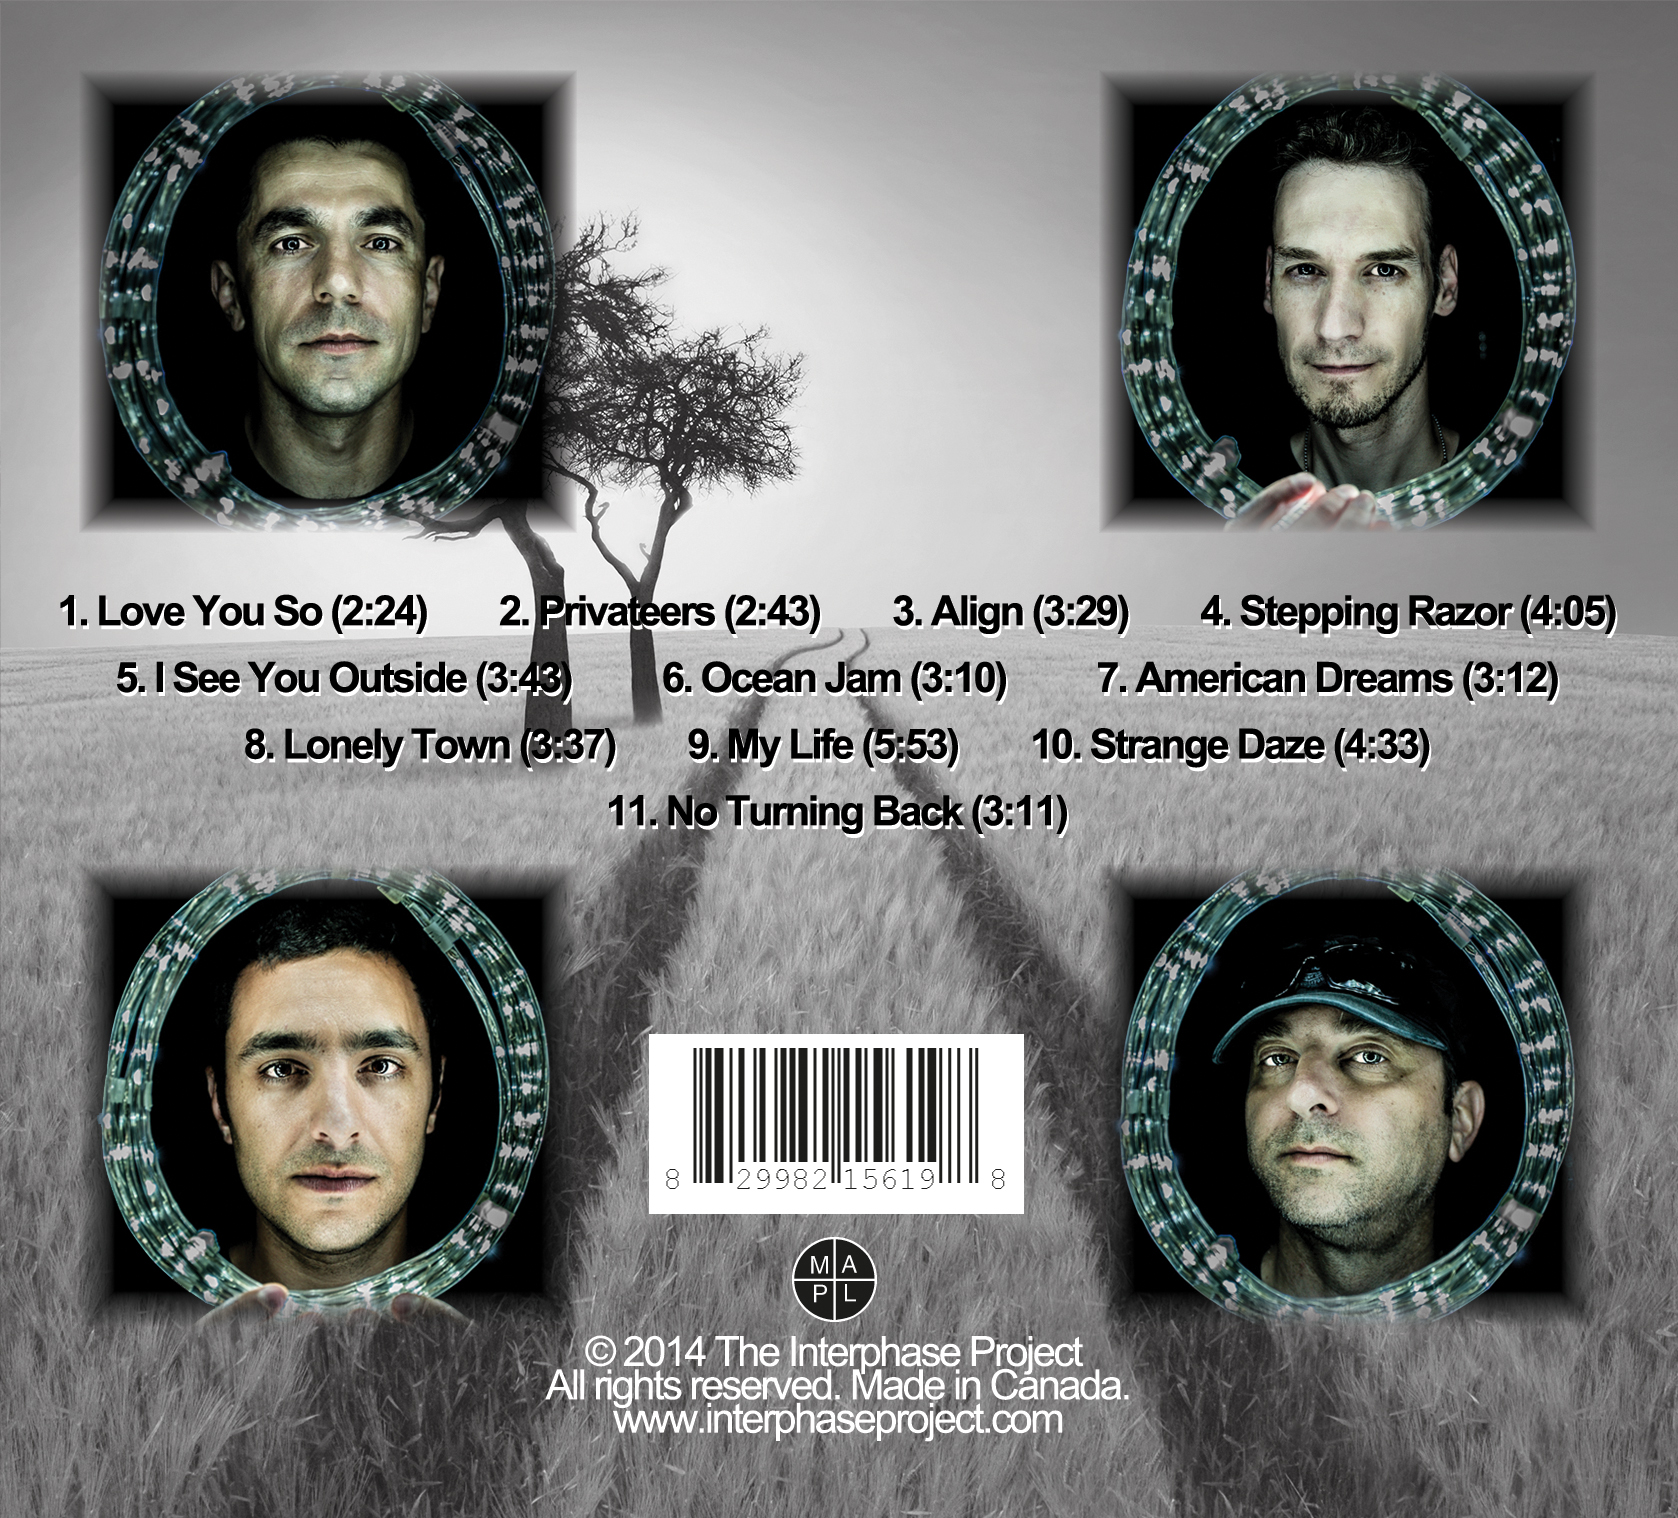 1. Love You So (2:24) 2. Privateers (2:43) 3. Align (3:29) 4. Stepping Razor (4:05)
5. I See You Outside (3:43) 6. Ocean Jam (3:10) 7. American Dreams (3:12)
8. Lonely Town (3:37) 9. My Life (5:53) 10. Strange Daze (4:33)
11. No Turning Back (3:11)
8 29982 15619 8
M A
P L
© 2014 The Interphase Project
All rights reserved. Made in Canada.
www.interphaseproject.com